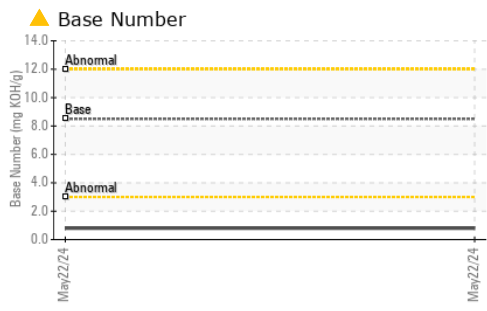 Base Number
Base Number (mg KOH/g)
14.0
12.0
10.0
8.0
6.0
4.0
2.0
0.0
Abnormal
Base
Abnormal
May22/24
May22/24